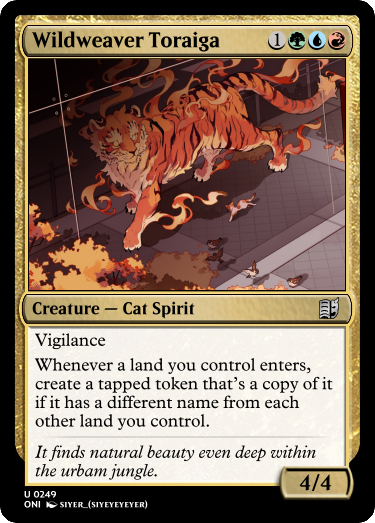 Wildweaver Toraiga
1
Creature — Cat Spirit
Vigilance
Whenever a land you control enters,
create a tapped token that's a copy of it
if it has a different name from each
other land you control.
It finds natural beauty even deep within
the urbam jungle.
4/4
U 0249
ONI SIYER_(SIYEYEYEYER)